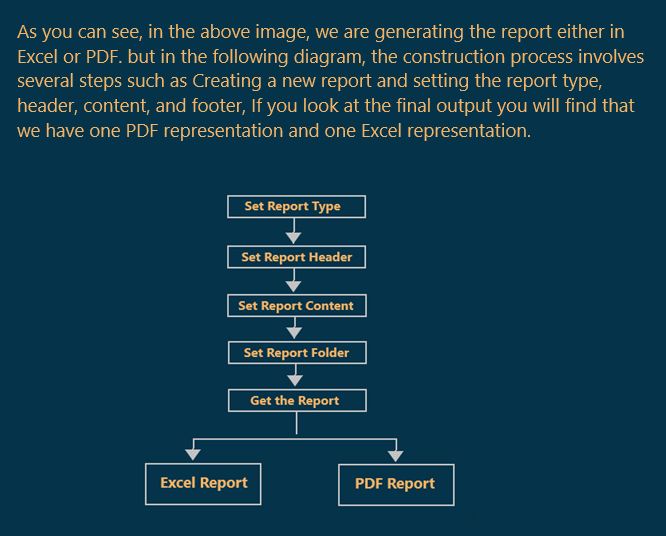 As you can see, in the above image, we are generating the report either in
Excel or PDF. but in the following diagram, the construction process involves
several steps such as Creating a new report and setting the report type,
header, content, and footer, If you look at the final output you will find that
we have one PDF representation and one Excel representation.
Set Report Type
Set Report Header
Set Report Content
Set Report Folder
Get the Report
Excel Report
PDF Report